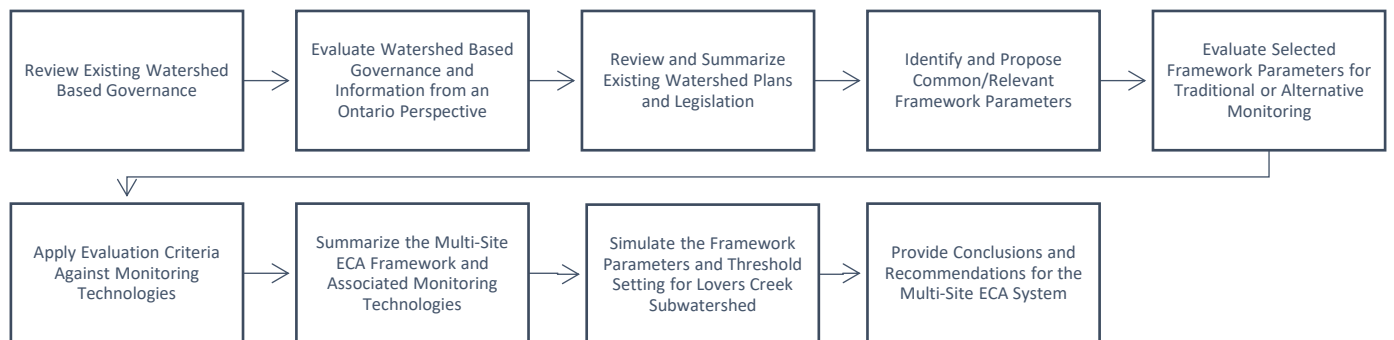 Review Existing Watershed
Based Governance
Evaluate Watershed Based
Governance and
Information from an
Ontario Perspective
Review and Summarize
Existing Watershed Plans
and Legislation
Identify and Propose
Common/Relevant
Framework Parameters
Evaluate Selected
Framework Parameters for
Traditional or Alternative
Monitoring
Apply Evaluation Criteria
Against Monitoring
Technologies
Summarize the Multi-Site
ECA Framework and
Associated Monitoring
Technologies
Simulate the Framework
Parameters and Threshold
Setting for Lovers Creek
Subwatershed
Provide Conclusions and
Recommendations for the
Multi-Site ECA System